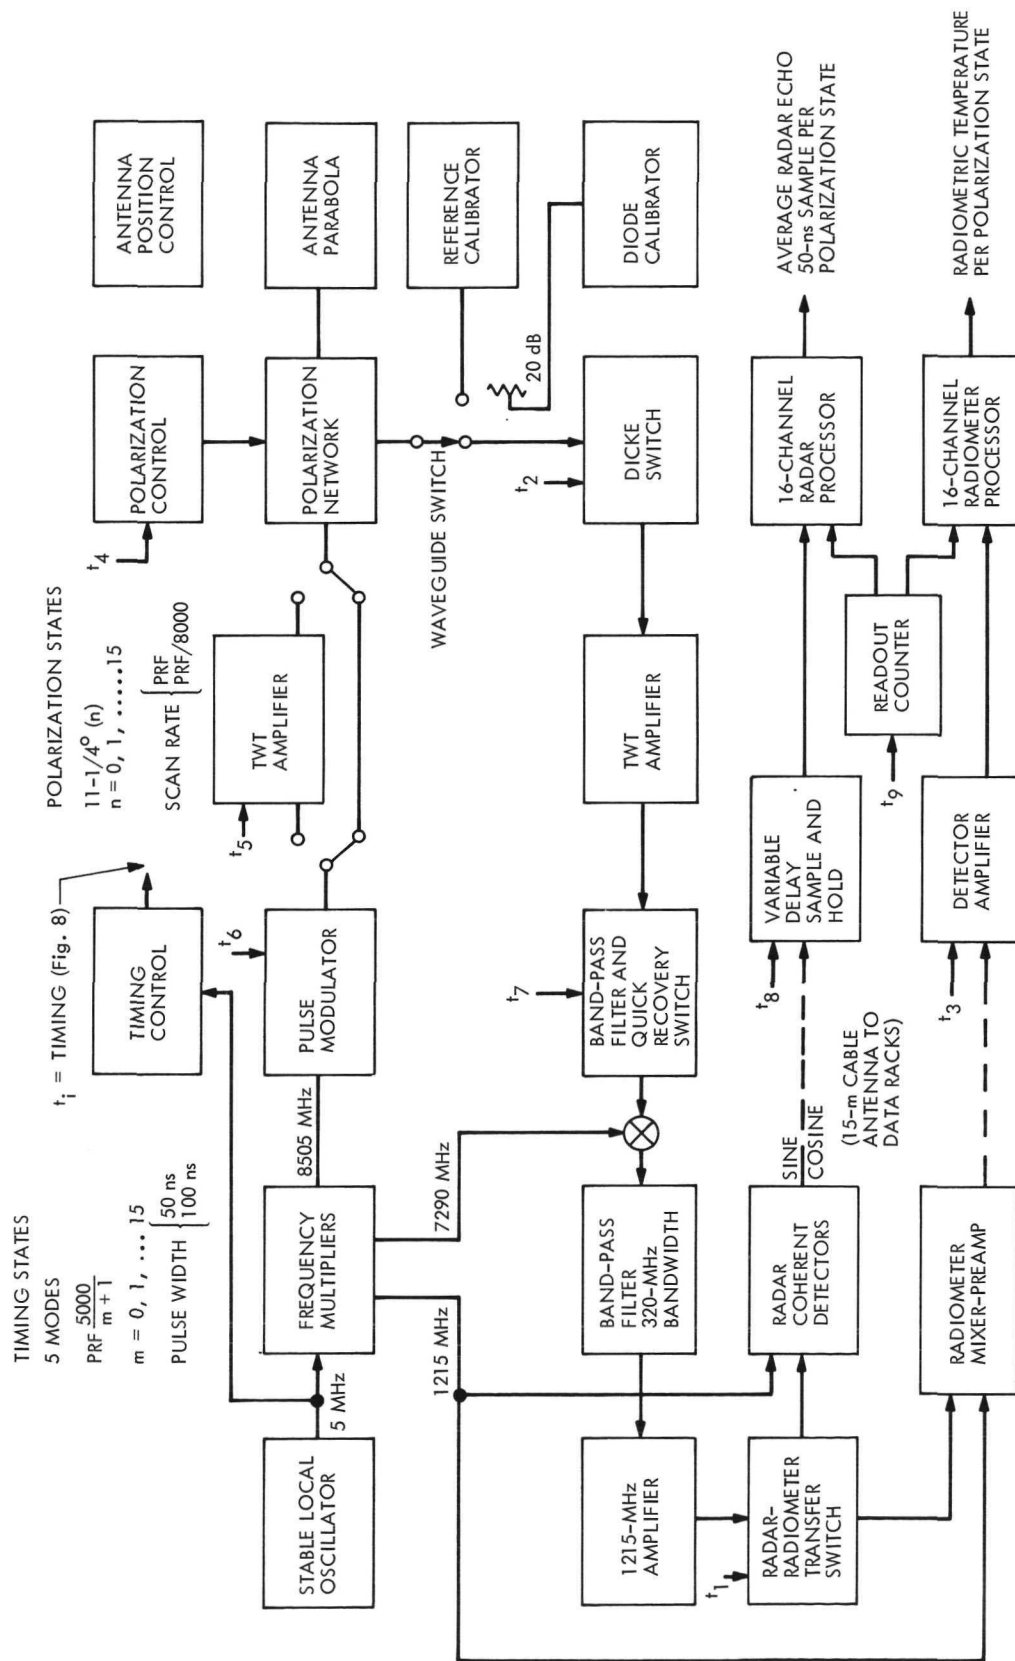 TIMING STATES
5 MODES
PRF 5000
m + 1
m = 0, 1, ... 15
PULSE WIDTH { 50 ns
100 ns
t_i = TIMING (Fig. 8)
POLARIZATION STATES
11-1/4° (n)
n = 0, 1, .....15
SCAN RATE { PRF
PRF/8000
TIMING
CONTROL
t4
POLARIZATION
CONTROL
ANTENNA
POSITION
CONTROL
STABLE LOCAL
OSCILLATOR
5 MHz
FREQUENCY
MULTIPLIERS
8505 MHz
t6
PULSE
MODULATOR
t5
TWT
AMPLIFIER
POLARIZATION
NETWORK
ANTENNA
PARABOLA
1215 MHz
7290 MHz
WAVEGUIDE SWITCH
REFERENCE
CALIBRATOR
20 dB
1215-MHz
AMPLIFIER
BAND-PASS
FILTER
320-MHz
BANDWIDTH
t7
BAND-PASS
FILTER AND
QUICK
RECOVERY
SWITCH
TWT
AMPLIFIER
t2
DICKE
SWITCH
DIODE
CALIBRATOR
t1
RADAR-
RADIOMETER
TRANSFER
SWITCH
RADAR
COHERENT
DETECTORS
SINE
COSINE
(15-m CABLE
ANTENNA TO
DATA RACKS)
t8
VARIABLE
DELAY
SAMPLE AND
HOLD
16-CHANNEL
RADAR
PROCESSOR
AVERAGE RADAR ECHO
50-ns SAMPLE PER
POLARIZATION STATE
t9
READOUT
COUNTER
RADIOMETER
MIXER-PREAMP
t3
DETECTOR
AMPLIFIER
16-CHANNEL
RADIOMETER
PROCESSOR
RADIOMETRIC TEMPERATURE
PER POLARIZATION STATE